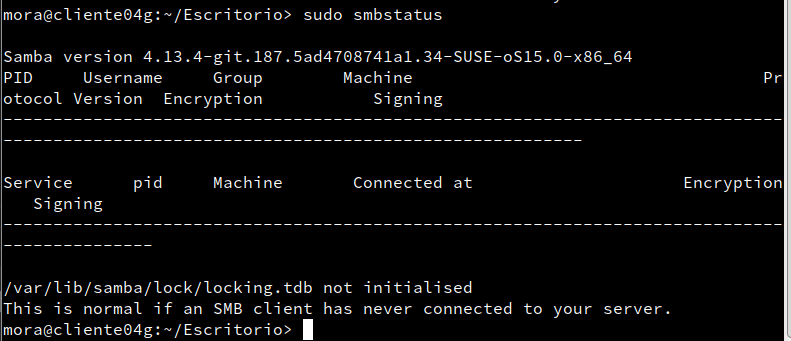 mora@cliente04g:~/Escritorio> sudo smbstatus
Samba version 4.13.4-git.187.5ad4708741a1.34-SUSE-oS15.0-x86_64
PID     Username     Group        Machine                                   Pr
otocol Version  Encryption           Signing
------------------------------------------------------------------------------
----------------------------------------------------------
Service      pid     Machine       Connected at                     Encryption
   Signing
------------------------------------------------------------------------------
---------------
/var/lib/samba/lock/locking.tdb not initialised
This is normal if an SMB client has never connected to your server.
mora@cliente04g:~/Escritorio>